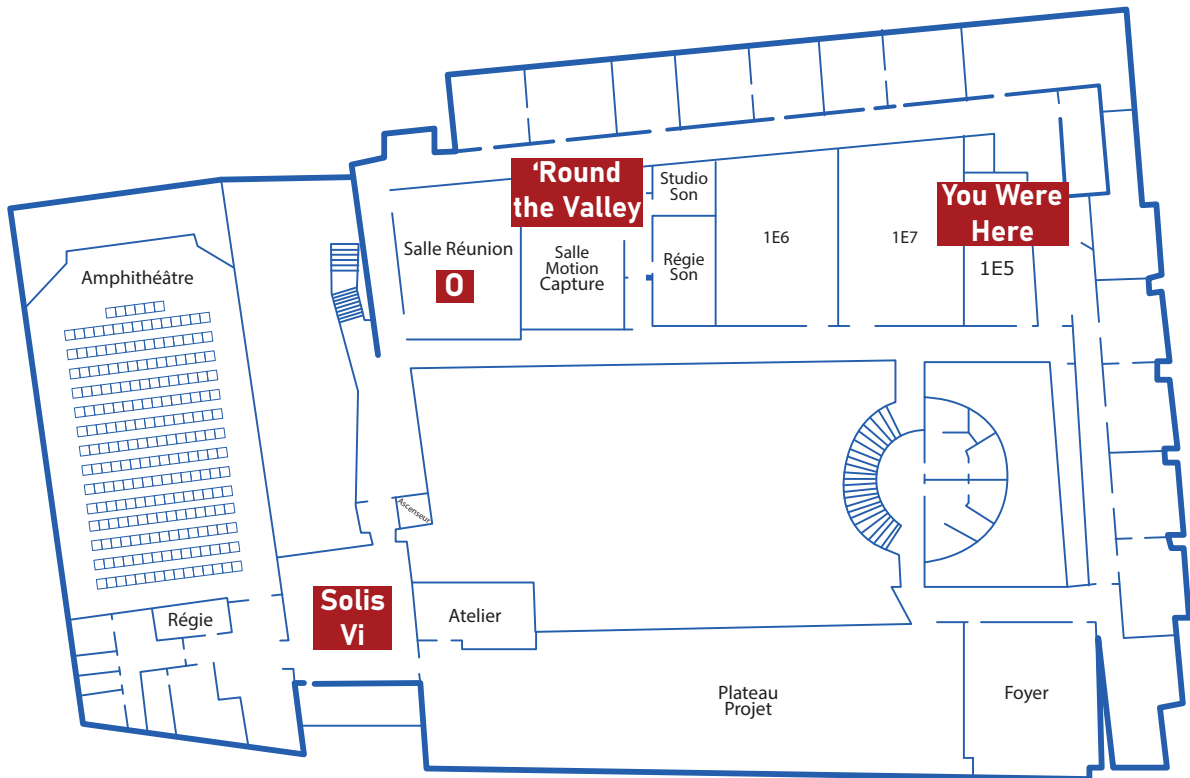 'Round
the Valley
Studio
Son
You Were
Here
Salle Réunion
O
Salle
Motion
Capture
Régie
Son
1E6
1E7
1E5
Amphithéâtre
Ascenseur
Solis
Vi
Régie
Atelier
Plateau
Projet
Foyer